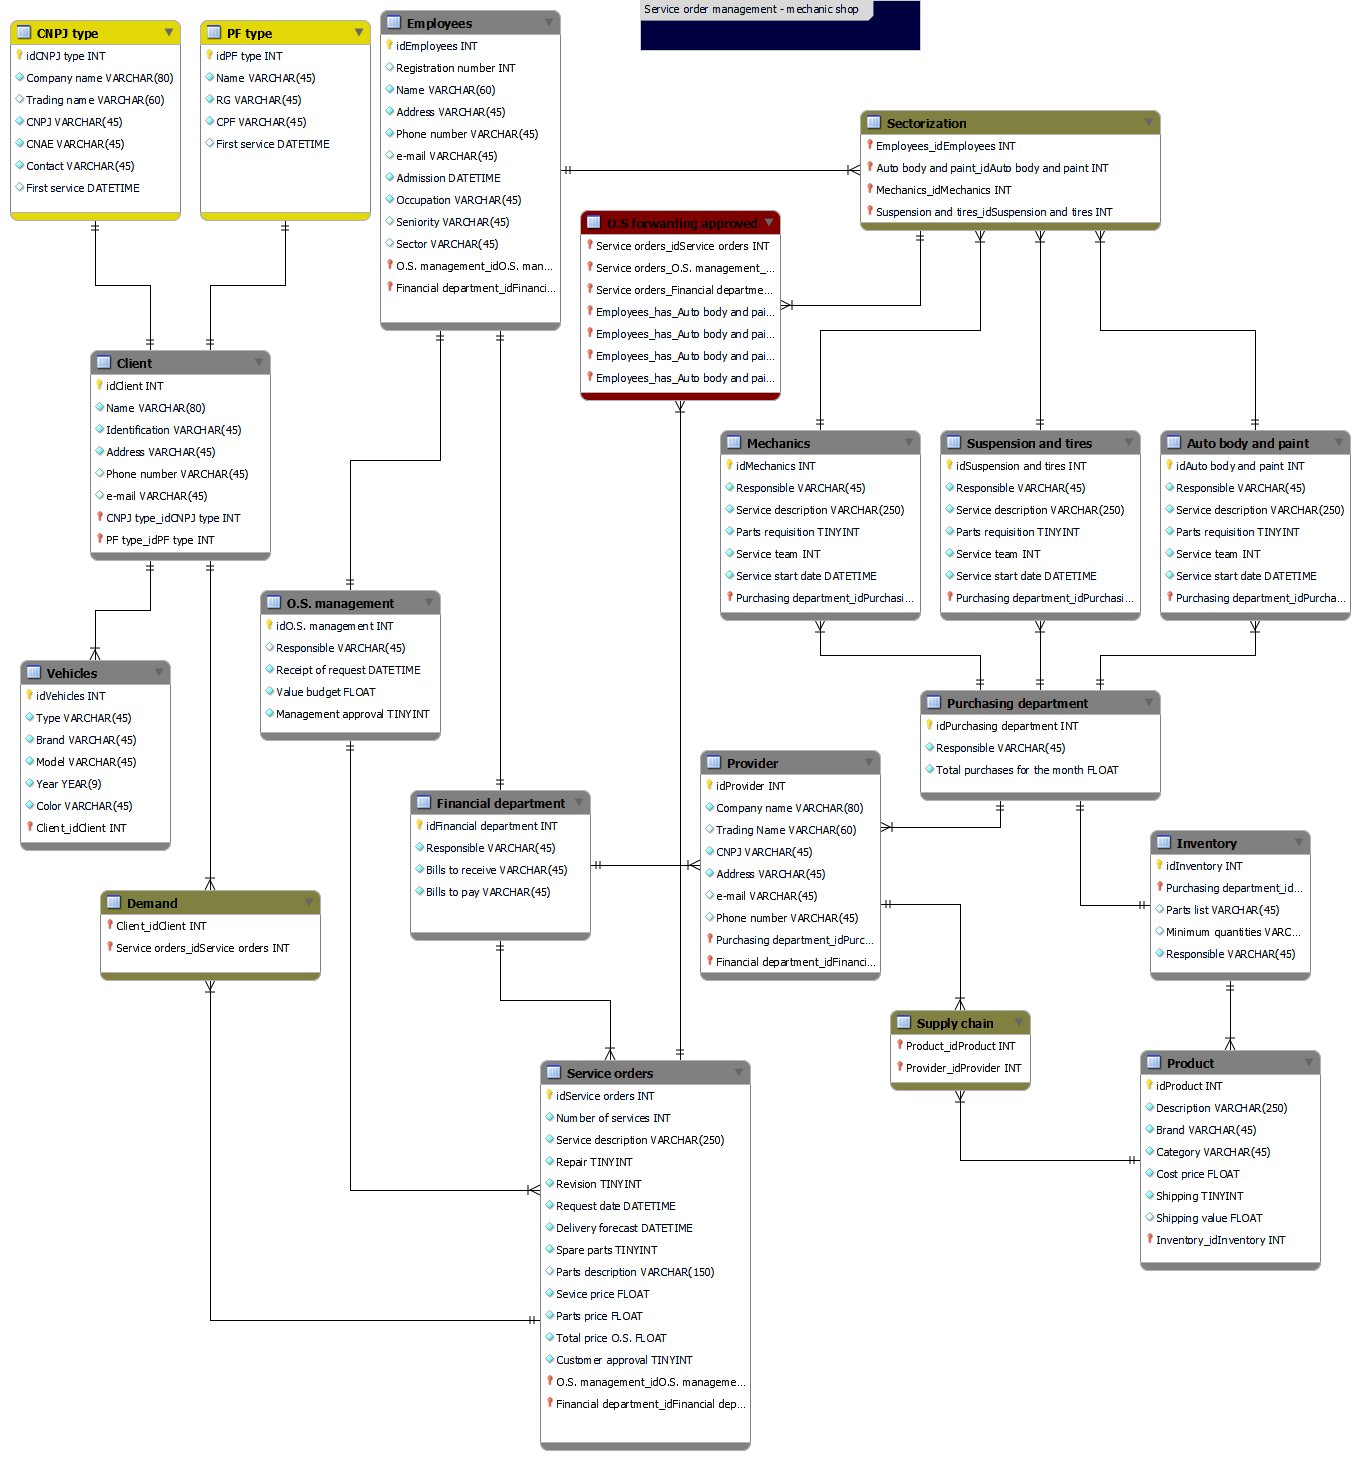 Service order management - mechanic shop
CNPJ type
idCNPJ type INT
Company name VARCHAR(80)
Trading name VARCHAR(60)
CNPJ VARCHAR(45)
CNAE VARCHAR(45)
Contact VARCHAR(45)
First service DATETIME
PF type
idPF type INT
Name VARCHAR(45)
RG VARCHAR(45)
CPF VARCHAR(45)
First service DATETIME
Employees
idEmployees INT
Registration number INT
Name VARCHAR(60)
Address VARCHAR(45)
Phone number VARCHAR(45)
e-mail VARCHAR(45)
Admission DATETIME
Occupation VARCHAR(45)
Seniority VARCHAR(45)
Sector VARCHAR(45)
O.S. management_idO.S. man...
Financial department_idFinanci...
Sectorization
Employees_idEmployees INT
Auto body and paint_idAuto body and paint INT
Mechanics_idMechanics INT
Suspension and tires_idSuspension and tires INT
O.S forwarding approved
Service orders_idService orders INT
Service orders_O.S. management_...
Service orders_Financial departme...
Employees_has_Auto body and pai...
Employees_has_Auto body and pai...
Employees_has_Auto body and pai...
Employees_has_Auto body and pai...
Client
idClient INT
Name VARCHAR(80)
Identification VARCHAR(45)
Address VARCHAR(45)
Phone number VARCHAR(45)
e-mail VARCHAR(45)
CNPJ type_idCNPJ type INT
PF type_idPF type INT
Mechanics
idMechanics INT
Responsible VARCHAR(45)
Service description VARCHAR(250)
Parts requisition TINYINT
Service team INT
Service start date DATETIME
Purchasing department_idPurchasi...
Suspension and tires
idSuspension and tires INT
Responsible VARCHAR(45)
Service description VARCHAR(250)
Parts requisition TINYINT
Service team INT
Service start date DATETIME
Purchasing department_idPurchasi...
Auto body and paint
idAuto body and paint INT
Responsible VARCHAR(45)
Service description VARCHAR(250)
Parts requisition TINYINT
Service team INT
Service start date DATETIME
Purchasing department_idPurcha...
O.S. management
idO.S. management INT
Responsible VARCHAR(45)
Receipt of request DATETIME
Value budget FLOAT
Management approval TINYINT
Vehicles
idVehicles INT
Type VARCHAR(45)
Brand VARCHAR(45)
Model VARCHAR(45)
Year YEAR(9)
Color VARCHAR(45)
Client_idClient INT
Purchasing department
idPurchasing department INT
Responsible VARCHAR(45)
Total purchases for the month FLOAT
Provider
idProvider INT
Company name VARCHAR(80)
Trading Name VARCHAR(60)
CNPJ VARCHAR(45)
Address VARCHAR(45)
e-mail VARCHAR(45)
Phone number VARCHAR(45)
Purchasing department_idPurc...
Financial department_idFinanci...
Financial department
idFinancial department INT
Responsible VARCHAR(45)
Bills to receive VARCHAR(45)
Bills to pay VARCHAR(45)
Inventory
idInventory INT
Purchasing department_id...
Parts list VARCHAR(45)
Minimum quantities VARC...
Responsible VARCHAR(45)
Demand
Client_idClient INT
Service orders_idService orders INT
Supply chain
Product_idProduct INT
Provider_idProvider INT
Product
idProduct INT
Description VARCHAR(250)
Brand VARCHAR(45)
Category VARCHAR(45)
Cost price FLOAT
Shipping TINYINT
Shipping value FLOAT
Inventory_idInventory INT
Service orders
idService orders INT
Number of services INT
Service description VARCHAR(250)
Repair TINYINT
Revision TINYINT
Request date DATETIME
Delivery forecast DATETIME
Spare parts TINYINT
Parts description VARCHAR(150)
Sevice price FLOAT
Parts price FLOAT
Total price O.S. FLOAT
Customer approval TINYINT
O.S. management_idO.S. manageme...
Financial department_idFinancial dep...